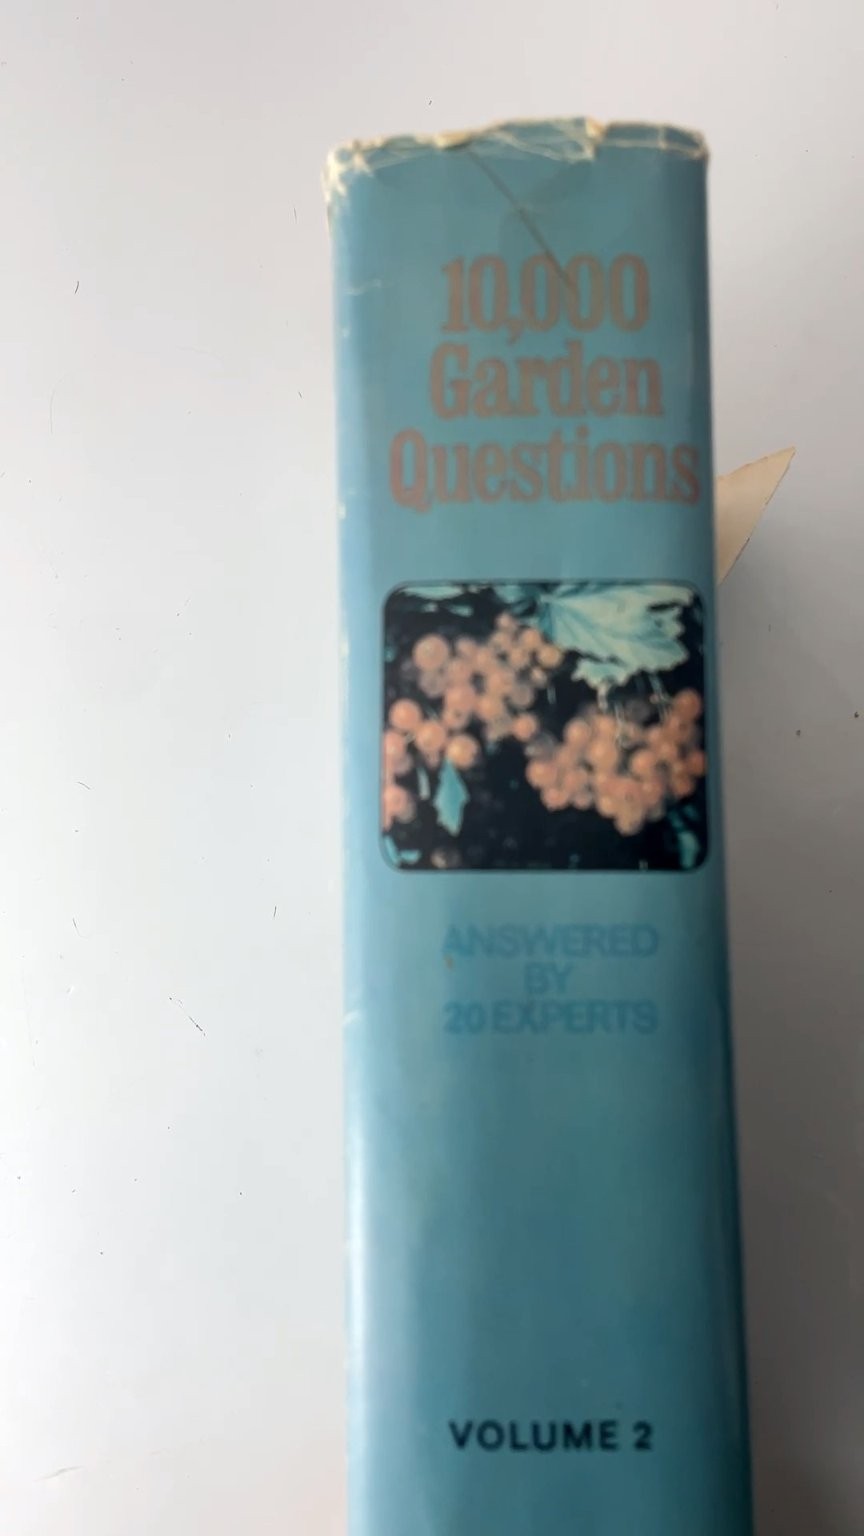 10,000
Garden
Questions
ANSWERED
BY
20 EXPERTS
VOLUME 2